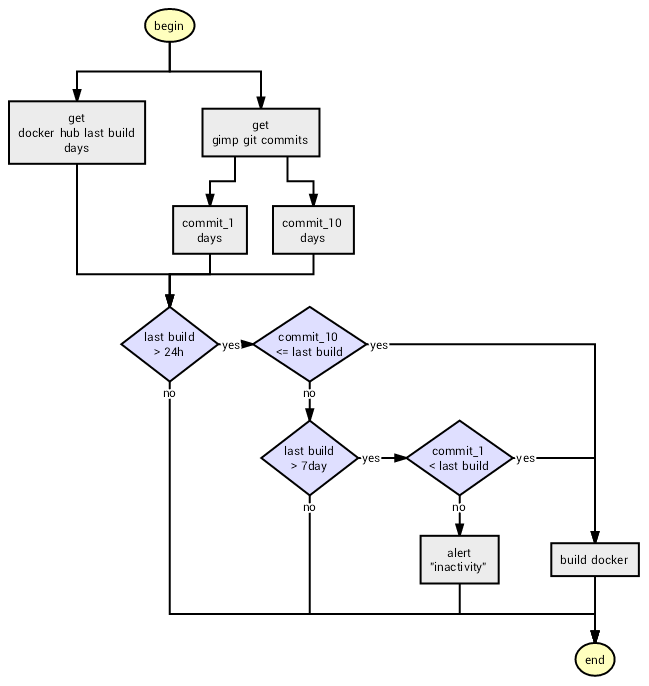 begin
get
docker hub last build
days
get
gimp git commits
commit_1
days
commit_10
days
last build
> 24h
yes
commit_10
<= last build
yes
no
no
last build
> 7day
yes
commit_1
< last build
yes
no
no
alert
"inactivity"
build docker
end